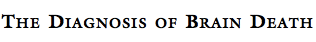 The Diagnosis of Brain Death